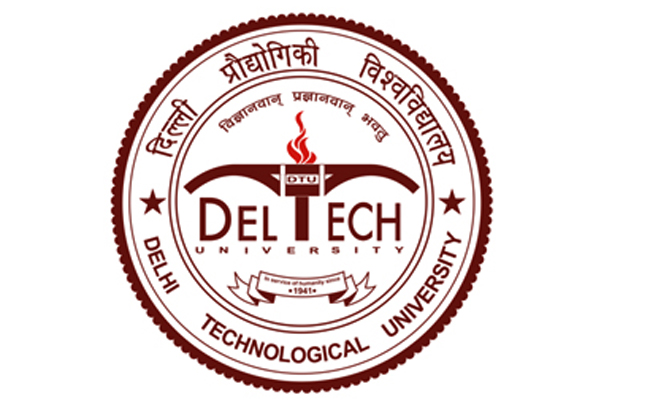 दिल्ली प्रौद्योगिकी विश्वविद्यालय
विज्ञानवान् प्रज्ञानवान् भवतु
DTU
DELTECH
UNIVERSITY
In service of humanity since
•1941•
DELHI TECHNOLOGICAL UNIVERSITY